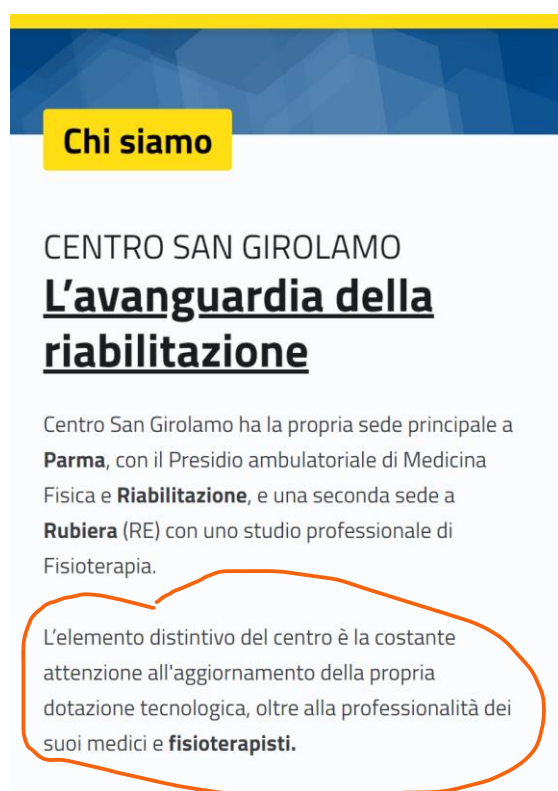 Chi siamo
CENTRO SAN GIROLAMO
L’avanguardia della
riabilitazione
Centro San Girolamo ha la propria sede principale a
Parma, con il Presidio ambulatoriale di Medicina
Fisica e Riabilitazione, e una seconda sede a
Rubiera (RE) con uno studio professionale di
Fisioterapia.
L’elemento distintivo del centro è la costante
attenzione all'aggiornamento della propria
dotazione tecnologica, oltre alla professionalità dei
suoi medici e fisioterapisti.